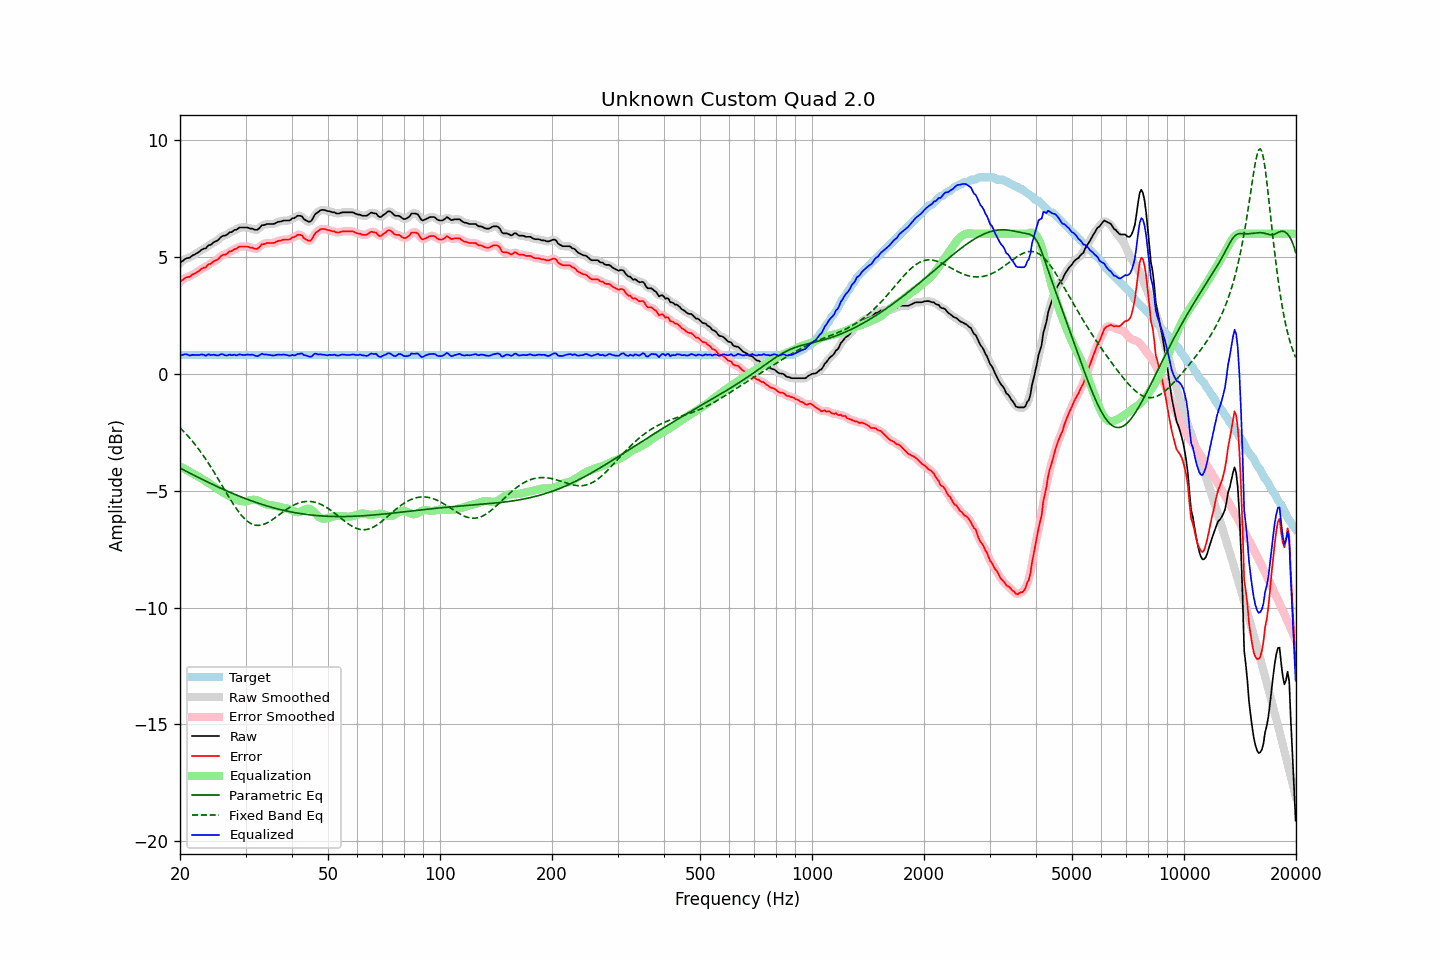 Unknown Custom Quad 2.0
Amplitude (dBr)
10
5
0
−5
−10
−15
−20
Target
Raw Smoothed
Error Smoothed
Raw
Error
Equalization
Parametric Eq
Fixed Band Eq
Equalized
20 50 100 200 500 1000 2000 5000 10000 20000
Frequency (Hz)